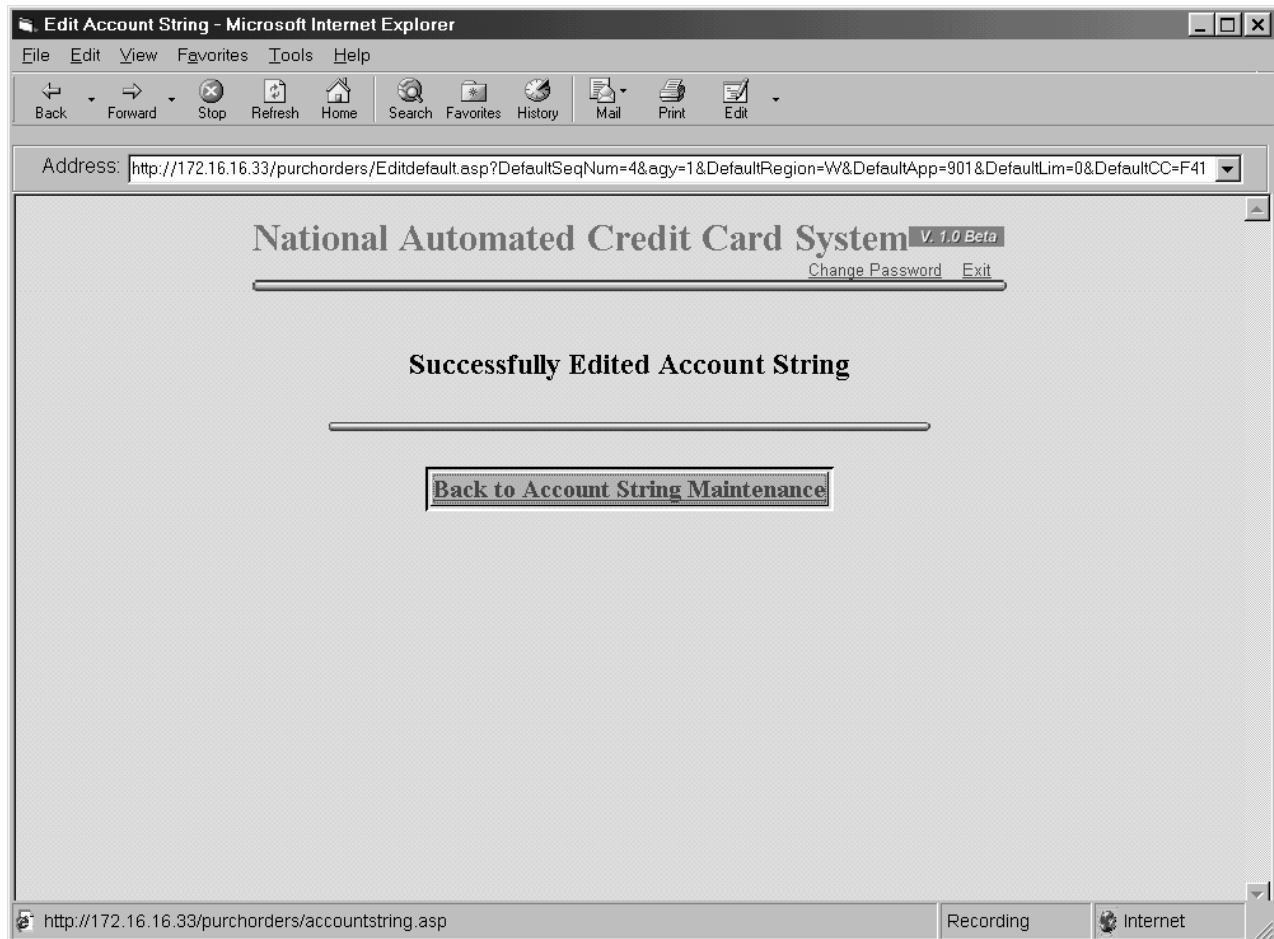 Edit Account String - Microsoft Internet Explorer
File Edit View Favorites Tools Help
Back Forward Stop Refresh Home Search Favorites History Mail Print Edit
Address: http://172.16.16.33/purchorders/Editdefault.asp?DefaultSeqNum=4&agy=1&DefaultRegion=W&DefaultApp=901&DefaultLim=0&DefaultCC=F41
National Automated Credit Card System V. 1.0 Beta
Change Password Exit
Successfully Edited Account String
Back to Account String Maintenance
http://172.16.16.33/purchorders/accountstring.asp Recording Internet